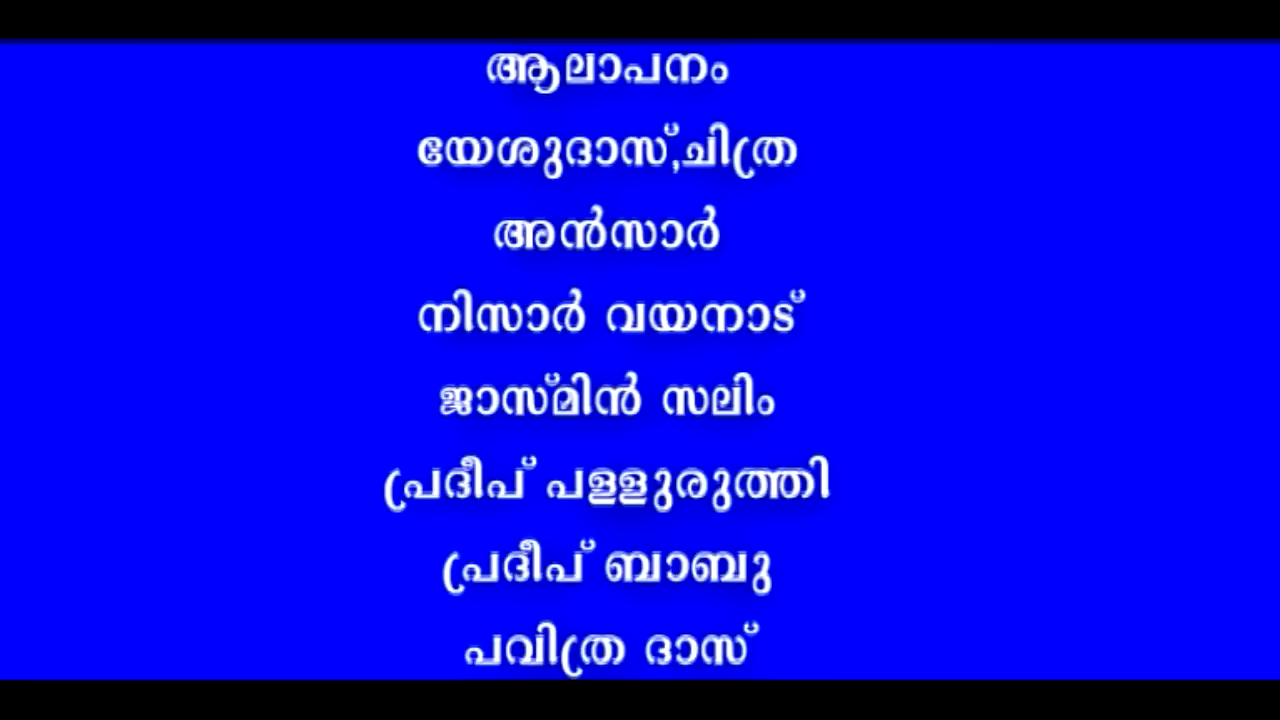 ആലാപനം
യേശുദാസ്,ചിത്ര
അൻസാർ
നിസാർ വയനാട്
ജാസ്മിൻ സലിം
പ്രദീപ് പള്ളുരുത്തി
പ്രദീപ് ബാബു
പവിത്ര ദാസ്